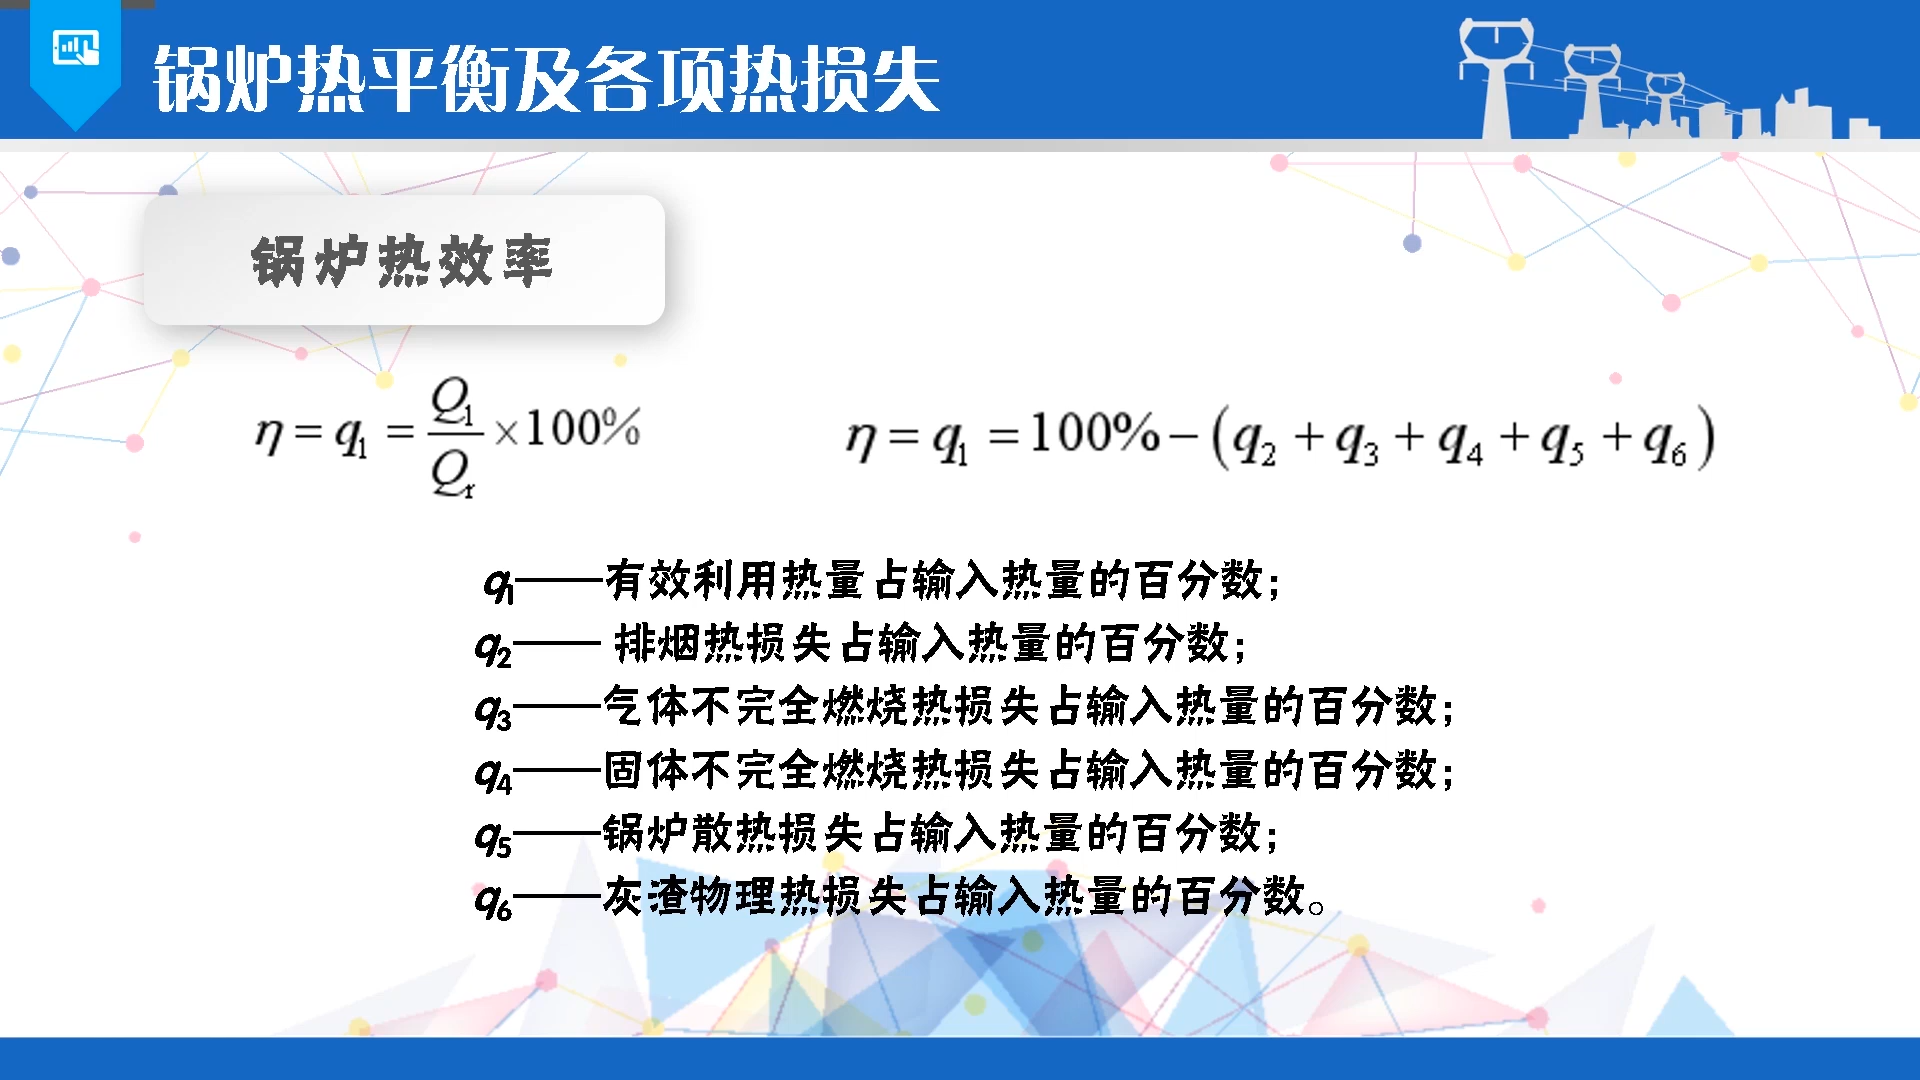 锅炉热平衡及各项热损失
锅炉热效率
η = q₁ = Q₁/Qᵣ ×100%
η = q₁ =100%−(q₂ + q₃ + q₄ + q₅ + q₆)
q₁——有效利用热量占输入热量的百分数；
q₂—— 排烟热损失占输入热量的百分数；
q₃——气体不完全燃烧热损失占输入热量的百分数；
q₄——固体不完全燃烧热损失占输入热量的百分数；
q₅——锅炉散热损失占输入热量的百分数；
q₆——灰渣物理热损失占输入热量的百分数。